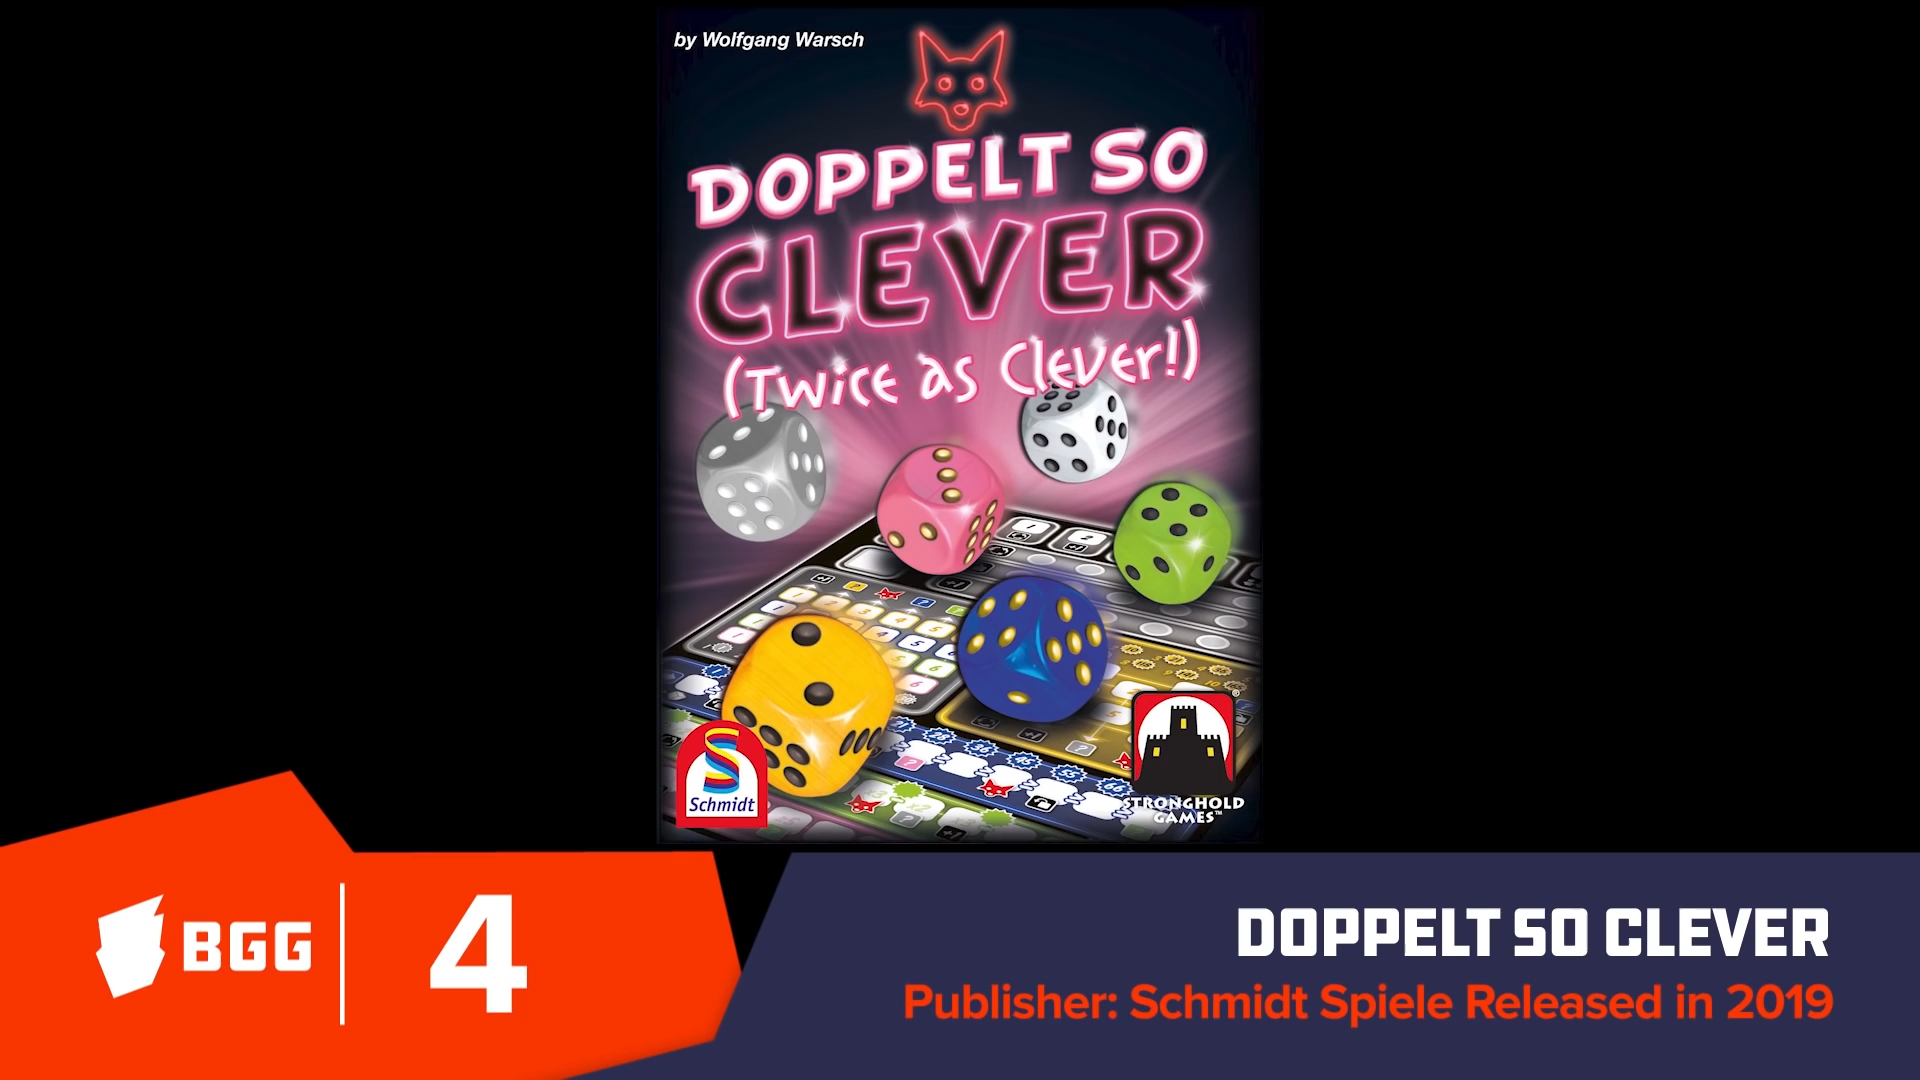 by Wolfgang Warsch
DOPPELT SO
CLEVER
(Twice as Clever!)
Schmidt
STRONGHOLD
GAMES™
BGG
4
DOPPELT SO CLEVER
Publisher: Schmidt Spiele Released in 2019